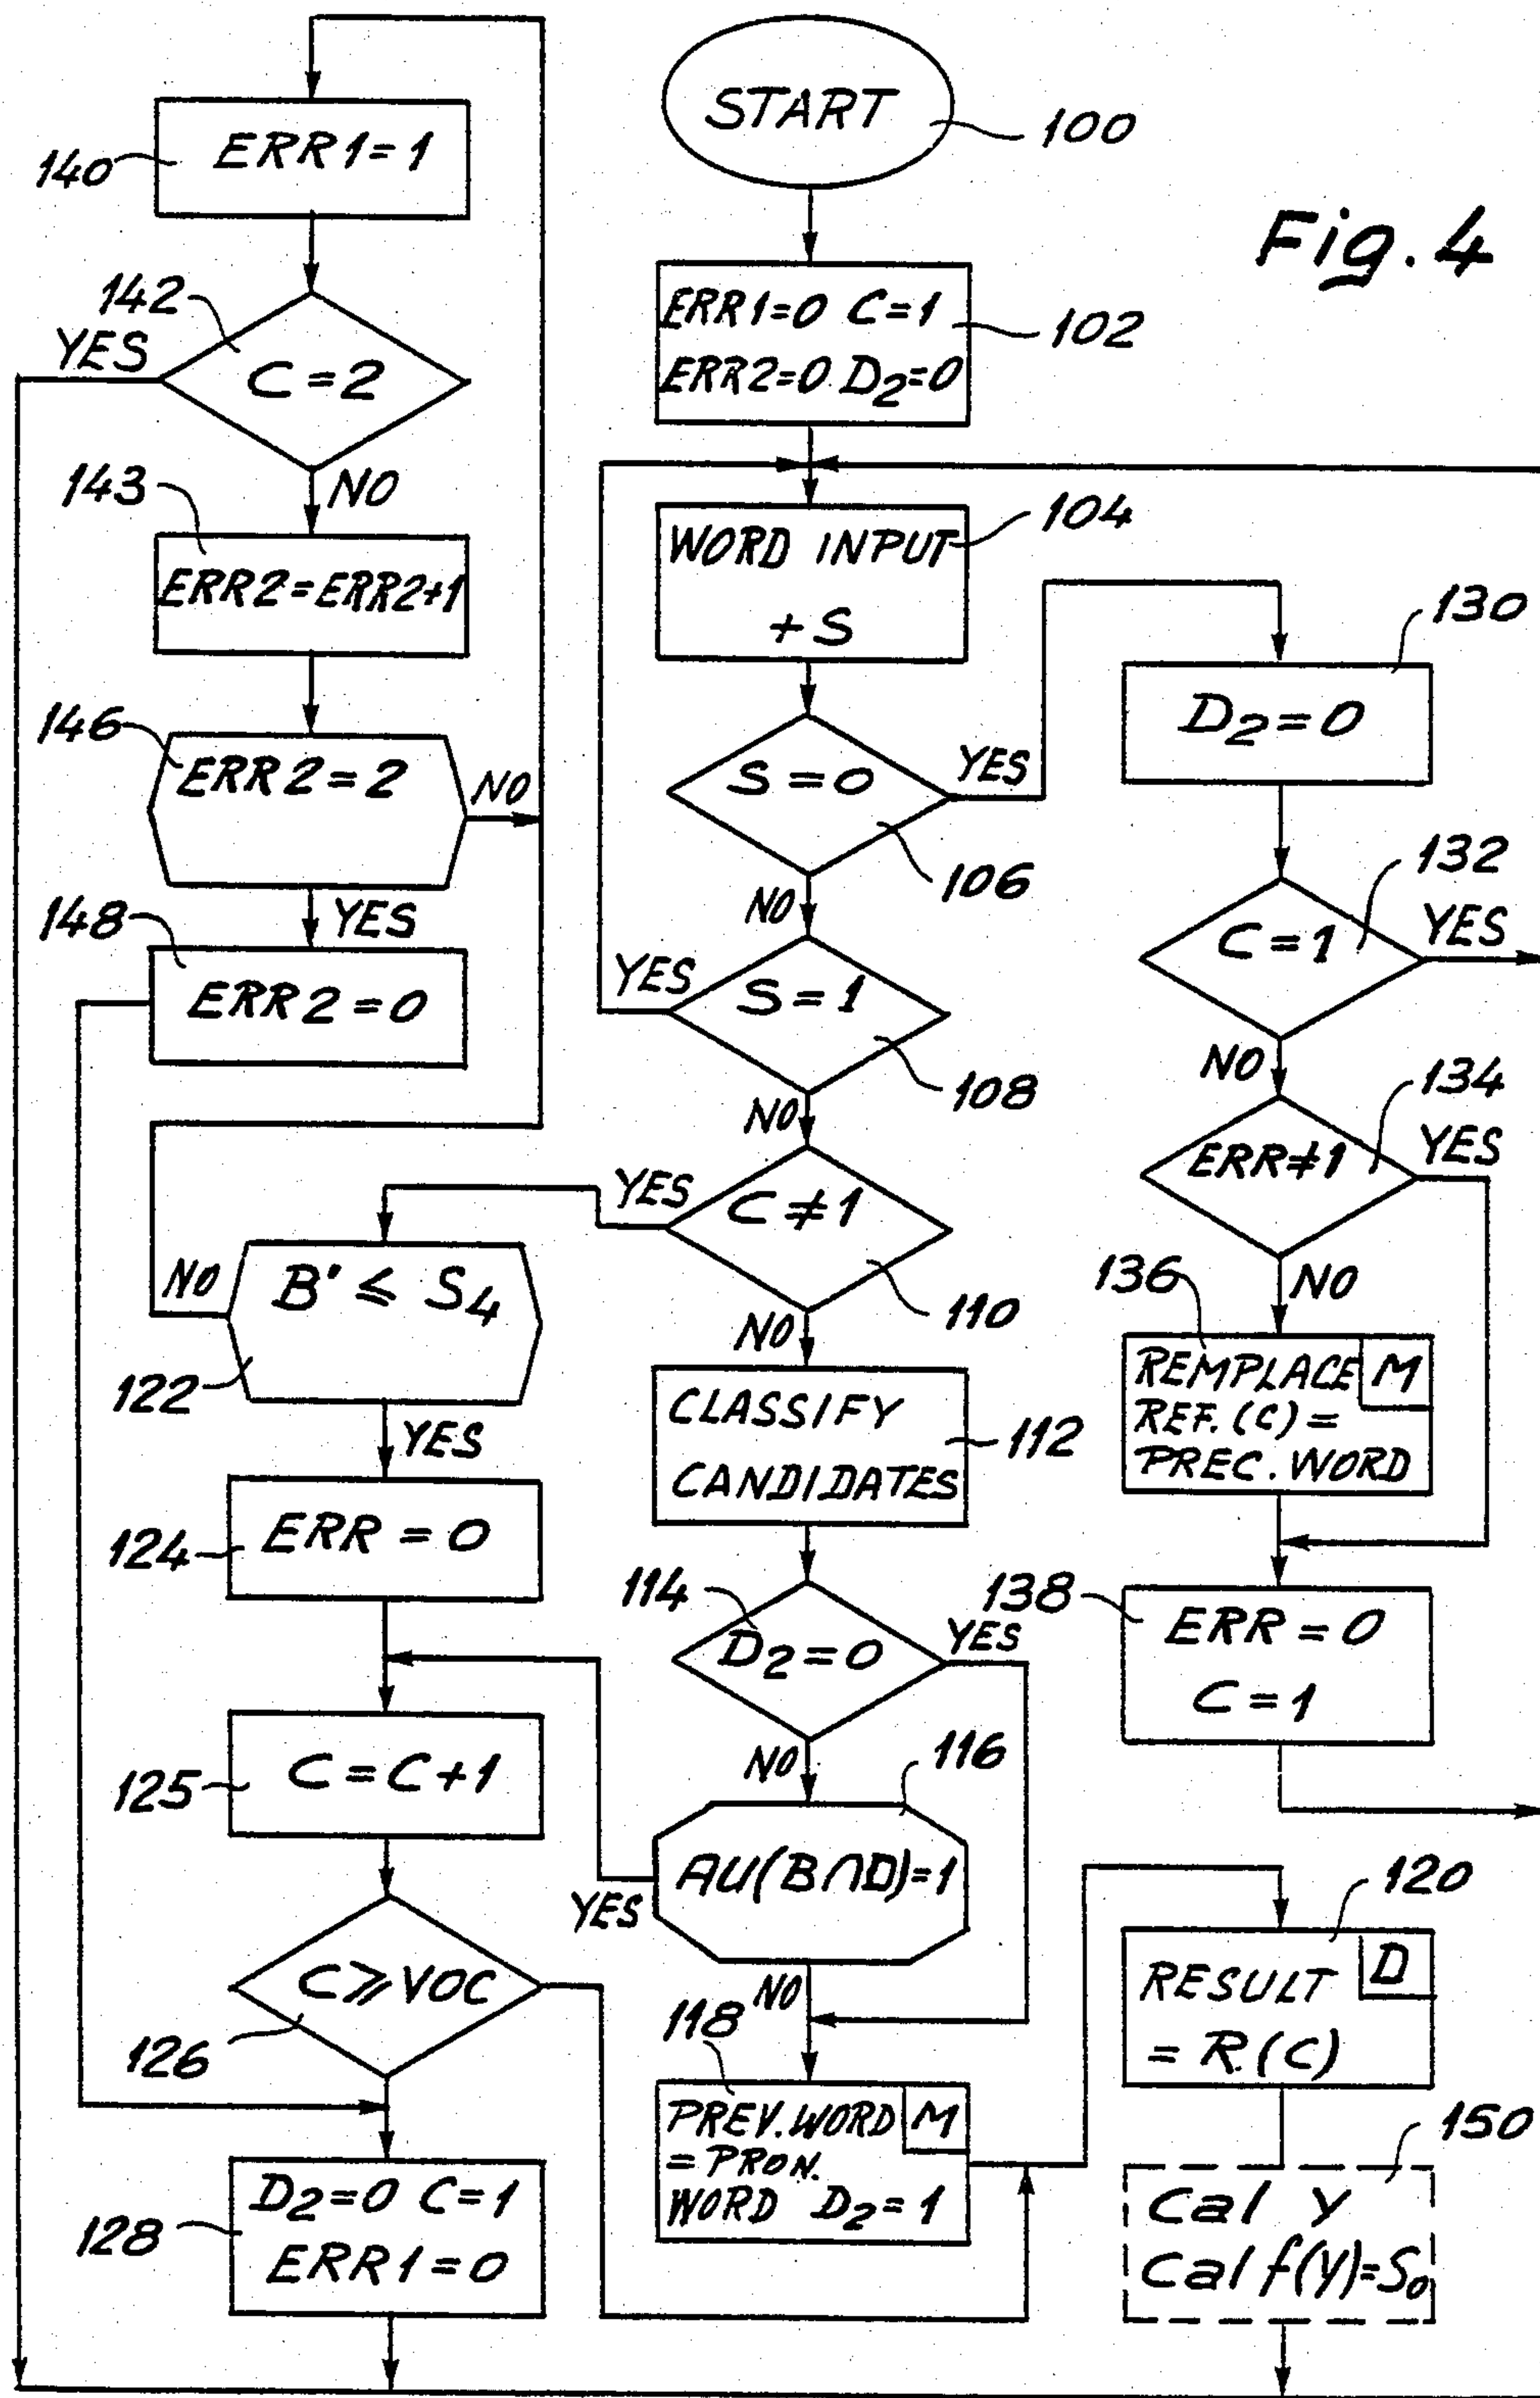 Fig. 4
START
100
ERR1=0 C=1
ERR2=0 D2=0
102
WORD INPUT
+ S
104
S=0
YES
106
NO
S=1
YES
108
NO
C≠1
YES
110
NO
CLASSIFY
CANDIDATES
112
114
D2=0
YES
NO
116
AU(B∩D)=1
YES
NO
118
PREV. WORD M
= PRON.
WORD D2=1
140
ERR1=1
142
YES
C=2
NO
143
ERR2=ERR2+1
146
ERR2=2
NO
YES
148
ERR2=0
B' ≤ S4
NO
122
YES
124
ERR=0
125
C=C+1
C⩾VOC
126
128
D2=0 C=1
ERR1=0
130
D2=0
132
C=1
YES
NO
134
ERR≠1
YES
NO
136
REMPLACE M
REF.(C)=
PREC. WORD
138
ERR=0
C=1
120
RESULT D
= R.(C)
150
Cal Y
Cal f(Y)=S0